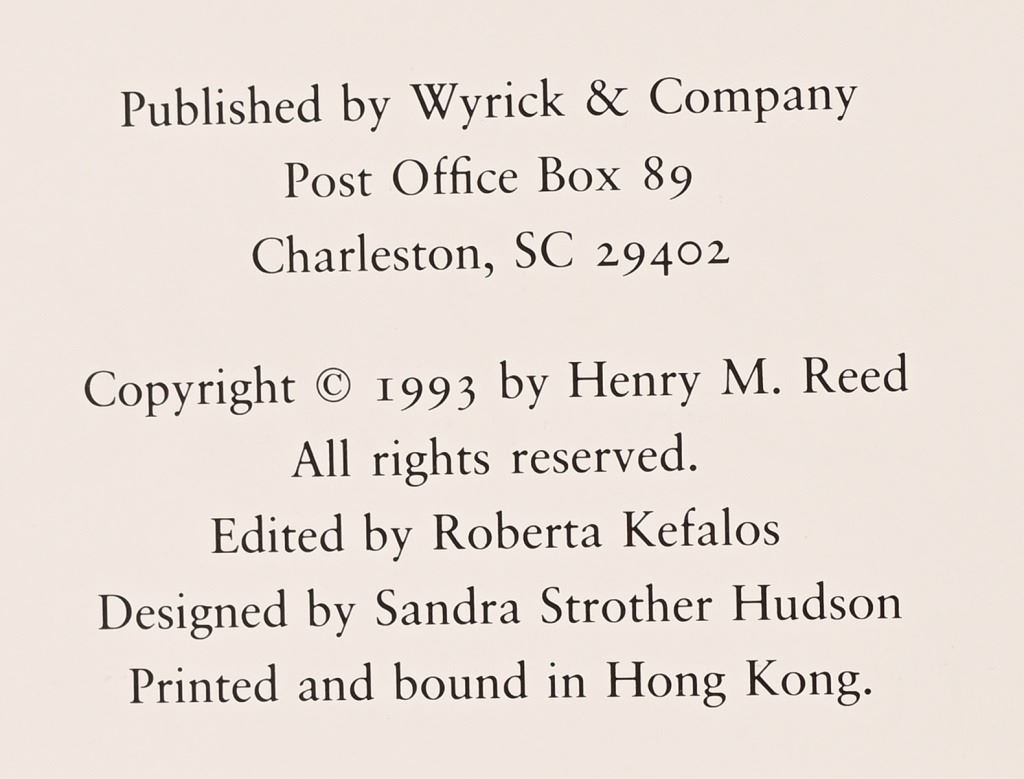 Published by Wyrick & Company
Post Office Box 89
Charleston, SC 29402
Copyright © 1993 by Henry M. Reed
All rights reserved.
Edited by Roberta Kefalos
Designed by Sandra Strother Hudson
Printed and bound in Hong Kong.